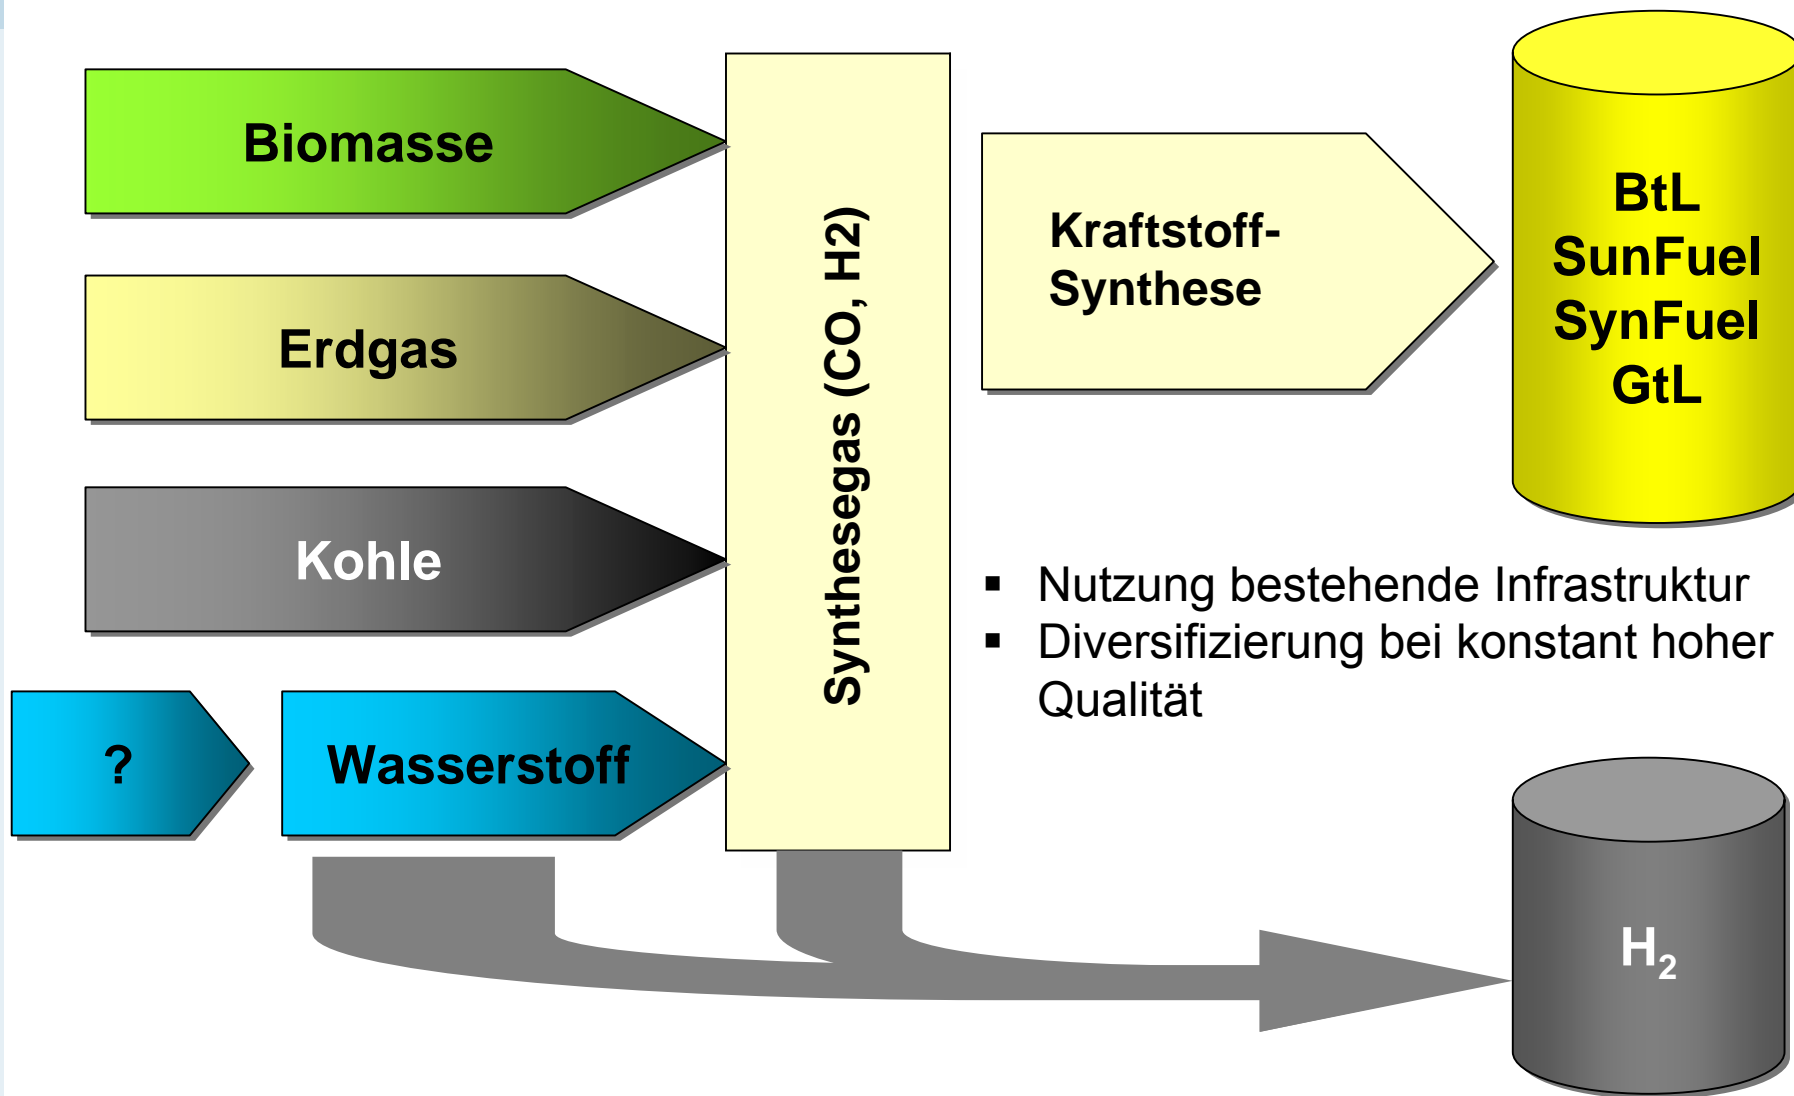 Biomasse
Erdgas
Kohle
?
Wasserstoff
Synthesegas (CO, H2)
Kraftstoff-
Synthese
BtL
SunFuel
SynFuel
GtL
▪ Nutzung bestehende Infrastruktur
▪ Diversifizierung bei konstant hoher
Qualität
H₂